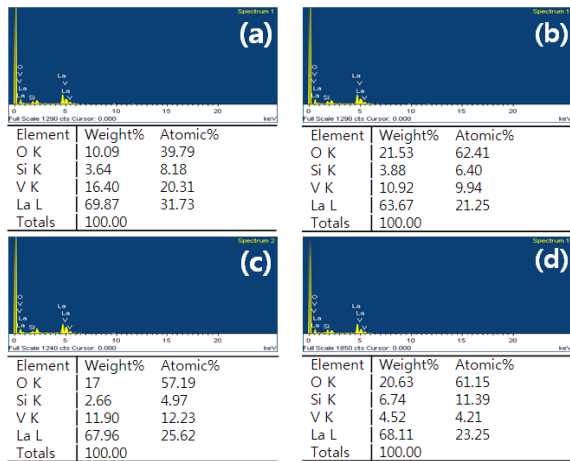 Spectrum 1
(a)
O
V
V
La
La
Si
La
V
La
V
0 5 10 15 20
Full Scale 1290 cts Cursor: 0.000 keV
Element Weight% Atomic%
O K 10.09 39.79
Si K 3.64 8.18
V K 16.40 20.31
La L 69.87 31.73
Totals 100.00
Spectrum 1
(b)
O
V
V
La
La
Si
La
V
La
V
0 5 10 15 20
Full Scale 1290 cts Cursor: 0.000 keV
Element Weight% Atomic%
O K 21.53 62.41
Si K 3.88 6.40
V K 10.92 9.94
La L 63.67 21.25
Totals 100.00
Spectrum 2
(c)
O
V
V
La
La
Si
La
La
V
V
0 5 10 15 20
Full Scale 1240 cts Cursor: 0.000 keV
Element Weight% Atomic%
O K 17 57.19
Si K 2.66 4.97
V K 11.90 12.23
La L 67.96 25.62
Totals 100.00
Spectrum 1
(d)
O
V
V
La
La
Si
La
La
V
V
0 5 10 15 20
Full Scale 1850 cts Cursor: 0.000 keV
Element Weight% Atomic%
O K 20.63 61.15
Si K 6.74 11.39
V K 4.52 4.21
La L 68.11 23.25
Totals 100.00